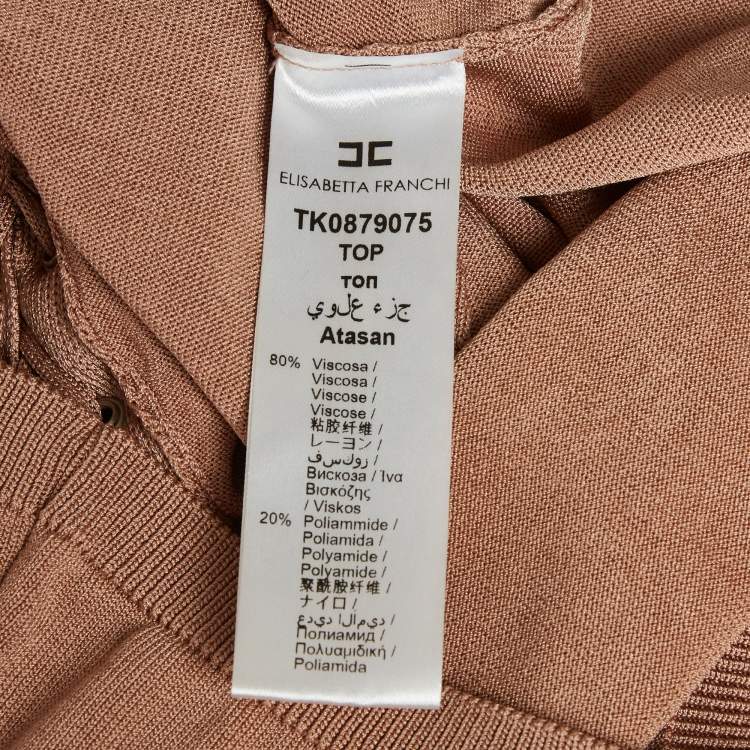 ELISABETTA FRANCHI
TK0879075
TOP
топ
جزء علوي
Atasan
80% Viscosa /
Viscosa /
Viscose /
Viscose /
粘胶纤维 /
レーヨン /
فسكوز /
Вискоза / Ίνα
Βισκόζης
/ Viskos
20% Poliammide /
Poliamida /
Polyamide /
Polyamide /
聚酰胺纤维 /
ナイロ /
عديد الاميد /
Полиамид /
Πολυαμιδική /
Poliamida